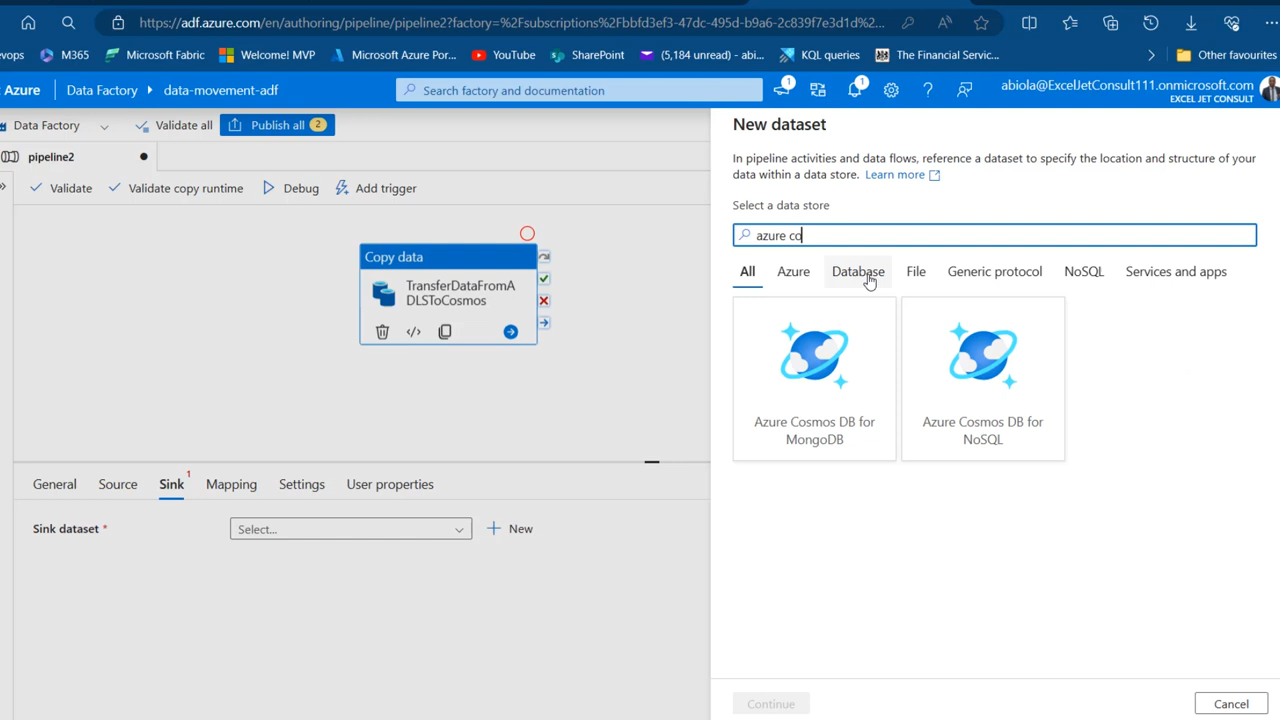 https://adf.azure.com/en/authoring/pipeline/pipeline2?factory=%2Fsubscriptions%2Fbbfd3ef3-47dc-495d-b9a6-2c839f7e3d1d%2...
evops
M365
Microsoft Fabric
Welcome! MVP
Microsoft Azure Por...
YouTube
SharePoint
(5,184 unread) - abi...
KQL queries
The Financial Servic...
Other favourites
Azure
Data Factory
data-movement-adf
Search factory and documentation
1
1
abiola@ExcelJetConsult111.onmicrosoft.com
EXCEL JET CONSULT
Data Factory
Validate all
Publish all
2
pipeline2
Validate
Validate copy runtime
Debug
Add trigger
Copy data
TransferDataFromA
DLSToCosmos
General
Source
Sink
1
Mapping
Settings
User properties
Sink dataset *
Select...
New
New dataset
In pipeline activities and data flows, reference a dataset to specify the location and structure of your
data within a data store. Learn more
Select a data store
azure co
All
Azure
Database
File
Generic protocol
NoSQL
Services and apps
Azure Cosmos DB for
MongoDB
Azure Cosmos DB for
NoSQL
Continue
Cancel